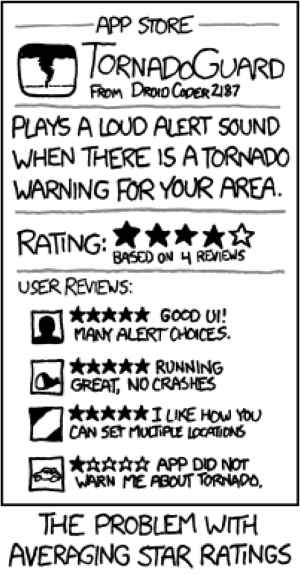 APP STORE
TORNADOGUARD
FROM DROIDCODER2187
PLAYS A LOUD ALERT SOUND
WHEN THERE IS A TORNADO
WARNING FOR YOUR AREA.
RATING: ★★★★☆
BASED ON 4 REVIEWS
USER REVIEWS:
★★★★★ GOOD UI!
MANY ALERT CHOICES.
★★★★★ RUNNING
GREAT, NO CRASHES
★★★★★ I LIKE HOW YOU
CAN SET MULTIPLE LOCATIONS
★☆☆☆☆ APP DID NOT
WARN ME ABOUT TORNADO.
THE PROBLEM WITH
AVERAGING STAR RATINGS